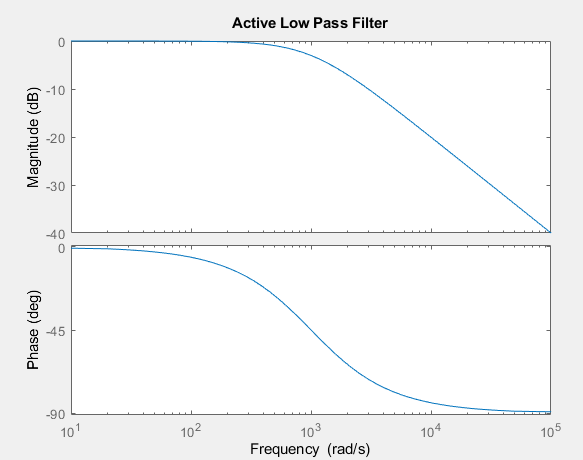 Active Low Pass Filter
0
-10
-20
-30
-40
Magnitude (dB)
0
-45
-90
Phase (deg)
10^1 10^2 10^3 10^4 10^5
Frequency (rad/s)